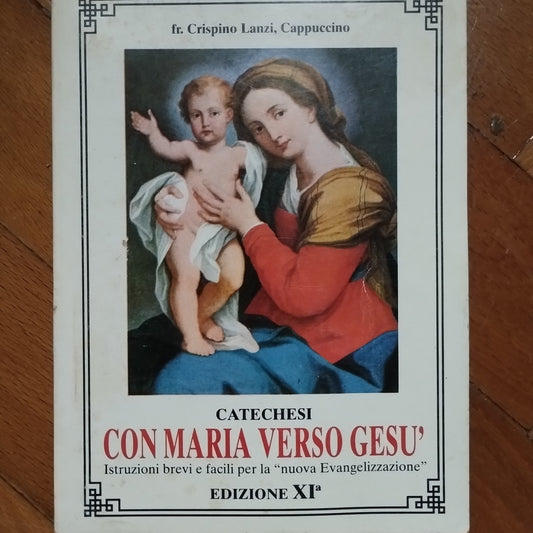 fr. Crispino Lanzi, Cappuccino
CATECHESI
CON MARIA VERSO GESU'
Istruzioni brevi e facili per la “nuova Evangelizzazione”
EDIZIONE XIª